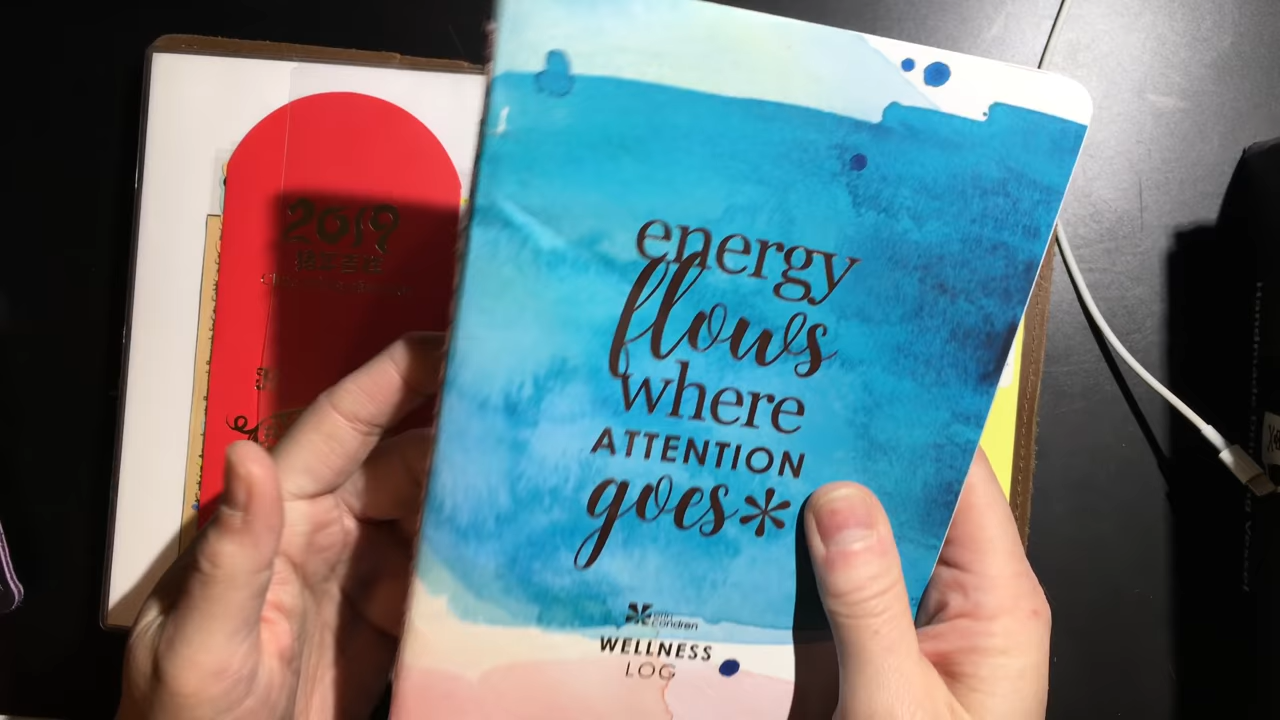 2019
energy
flows
where
ATTENTION
goes*
erin
condren
WELLNESS
LOG